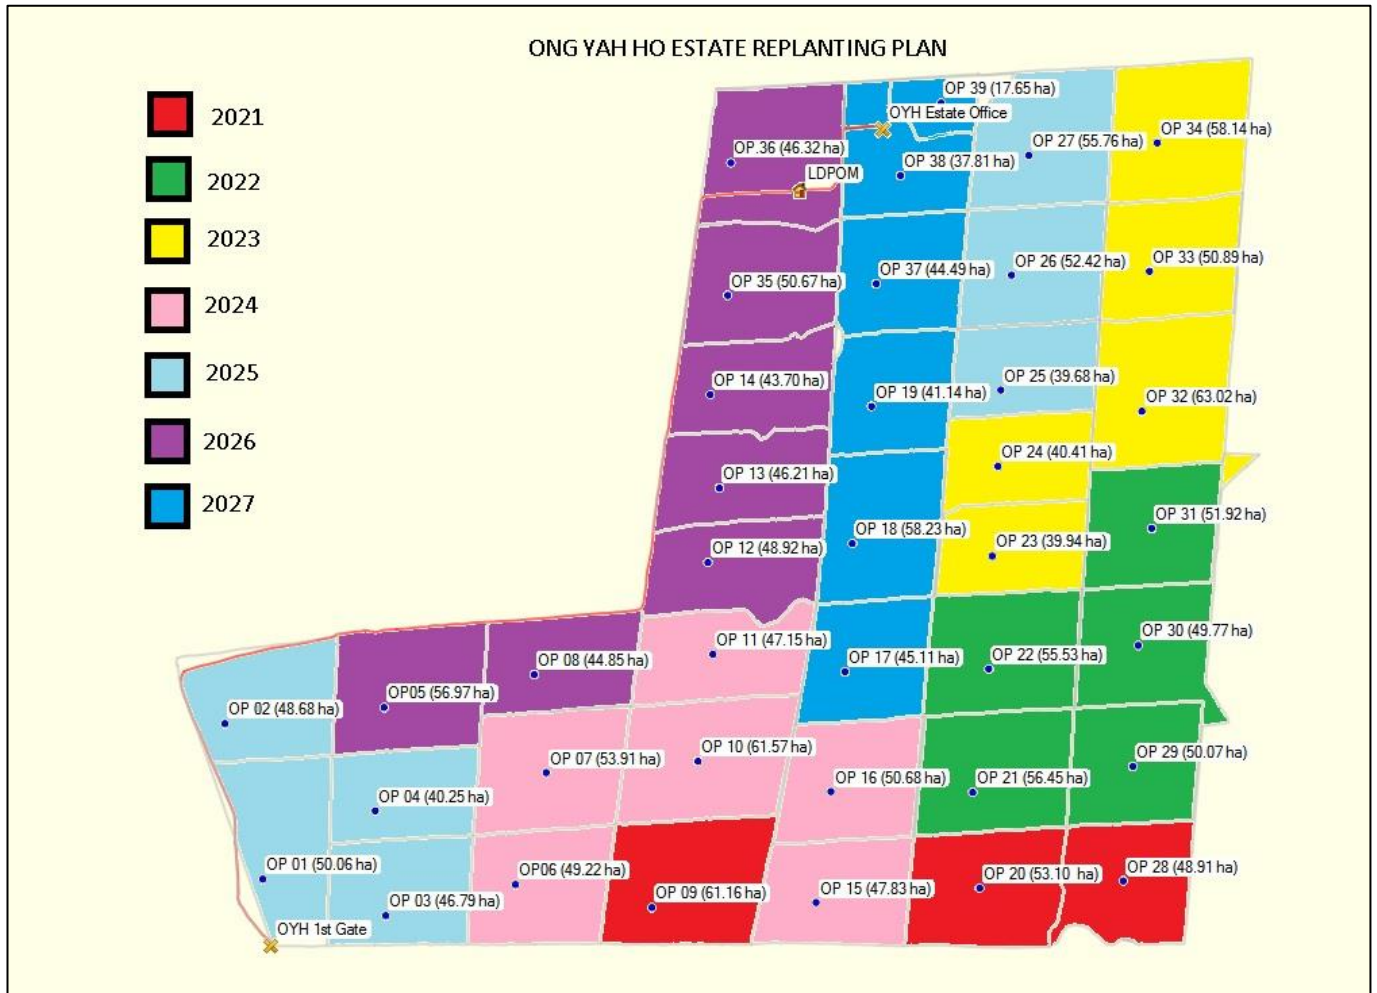 ONG YAH HO ESTATE REPLANTING PLAN
2021
2022
2023
2024
2025
2026
2027
OP 39 (17.65 ha)
OYH Estate Office
OP 34 (58.14 ha)
OP 27 (55.76 ha)
OP 36 (46.32 ha)
OP 38 (37.81 ha)
LDPOM
OP 33 (50.89 ha)
OP 26 (52.42 ha)
OP 37 (44.49 ha)
OP 35 (50.67 ha)
OP 14 (43.70 ha)
OP 25 (39.68 ha)
OP 19 (41.14 ha)
OP 32 (63.02 ha)
OP 24 (40.41 ha)
OP 13 (46.21 ha)
OP 31 (51.92 ha)
OP 18 (58.23 ha)
OP 23 (39.94 ha)
OP 12 (48.92 ha)
OP 30 (49.77 ha)
OP 11 (47.15 ha)
OP 22 (55.53 ha)
OP 17 (45.11 ha)
OP 08 (44.85 ha)
OP05 (56.97 ha)
OP 02 (48.68 ha)
OP 10 (61.57 ha)
OP 29 (50.07 ha)
OP 07 (53.91 ha)
OP 16 (50.68 ha)
OP 21 (56.45 ha)
OP 04 (40.25 ha)
OP 01 (50.06 ha)
OP06 (49.22 ha)
OP 28 (48.91 ha)
OP 20 (53.10 ha)
OP 15 (47.83 ha)
OP 09 (61.16 ha)
OP 03 (46.79 ha)
OYH 1st Gate